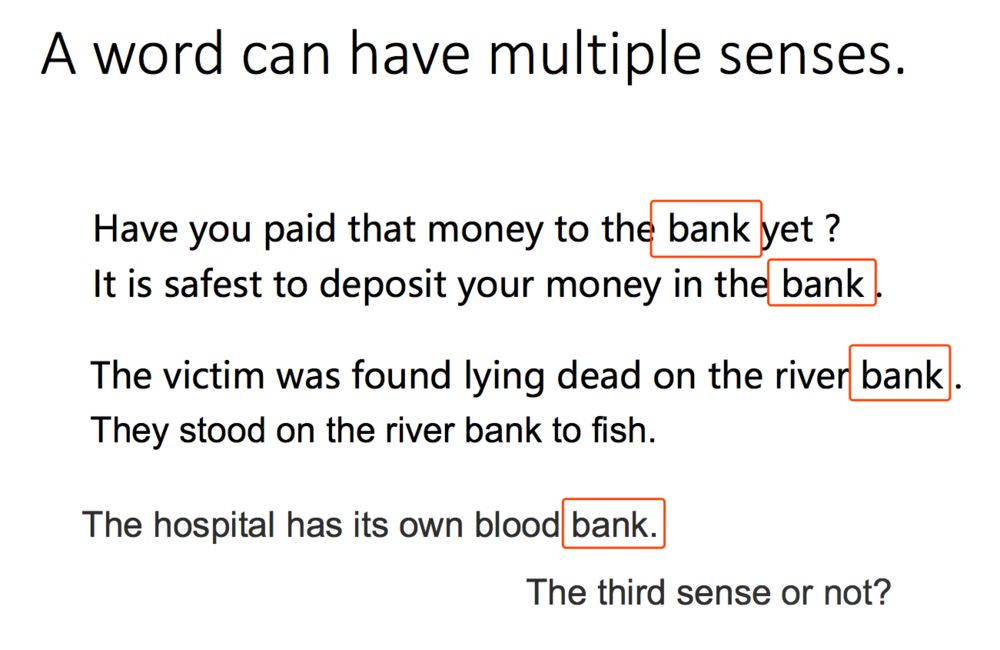 A word can have multiple senses.
Have you paid that money to the bank yet ?
It is safest to deposit your money in the bank .
The victim was found lying dead on the river bank .
They stood on the river bank to fish.
The hospital has its own blood bank.
The third sense or not?